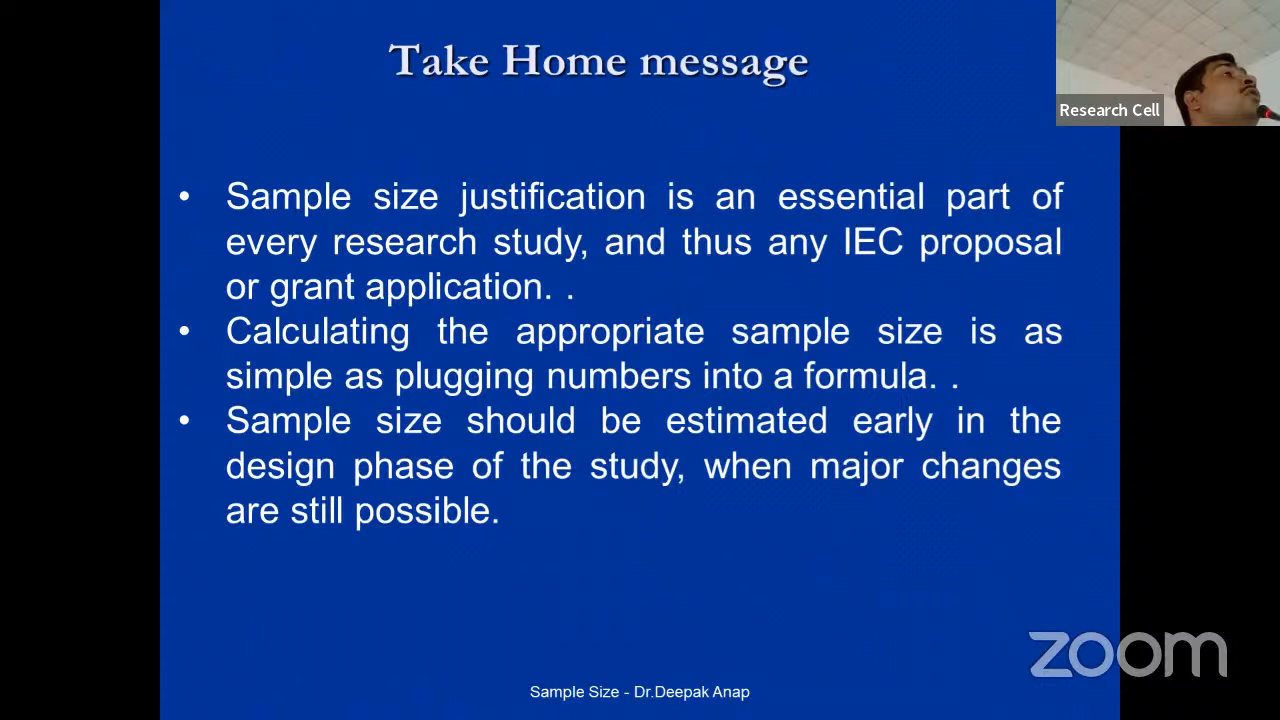 Take Home message
Research Cell
• Sample size justification is an essential part of
every research study, and thus any IEC proposal
or grant application. .
• Calculating the appropriate sample size is as
simple as plugging numbers into a formula. .
• Sample size should be estimated early in the
design phase of the study, when major changes
are still possible.
zoom
Sample Size - Dr.Deepak Anap